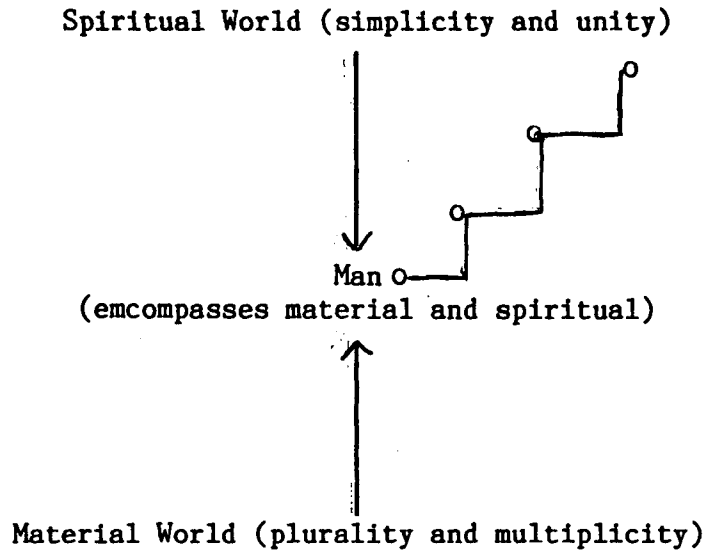 Spiritual World (simplicity and unity)
Man
(emcompasses material and spiritual)
Material World (plurality and multiplicity)